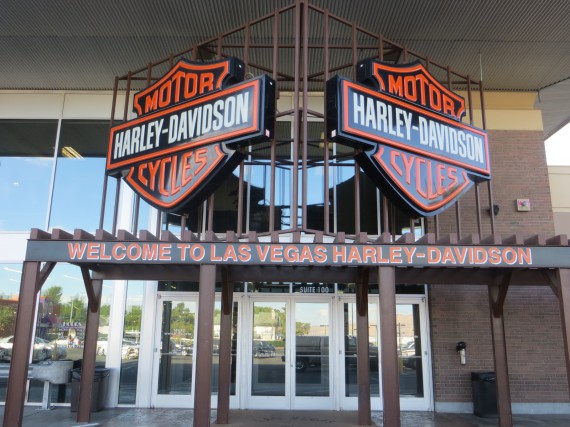 MOTOR
HARLEY-DAVIDSON
CYCLES
MOTOR
HARLEY-DAVIDSON
CYCLES
WELCOME TO LAS VEGAS HARLEY-DAVIDSON
SUITE 100